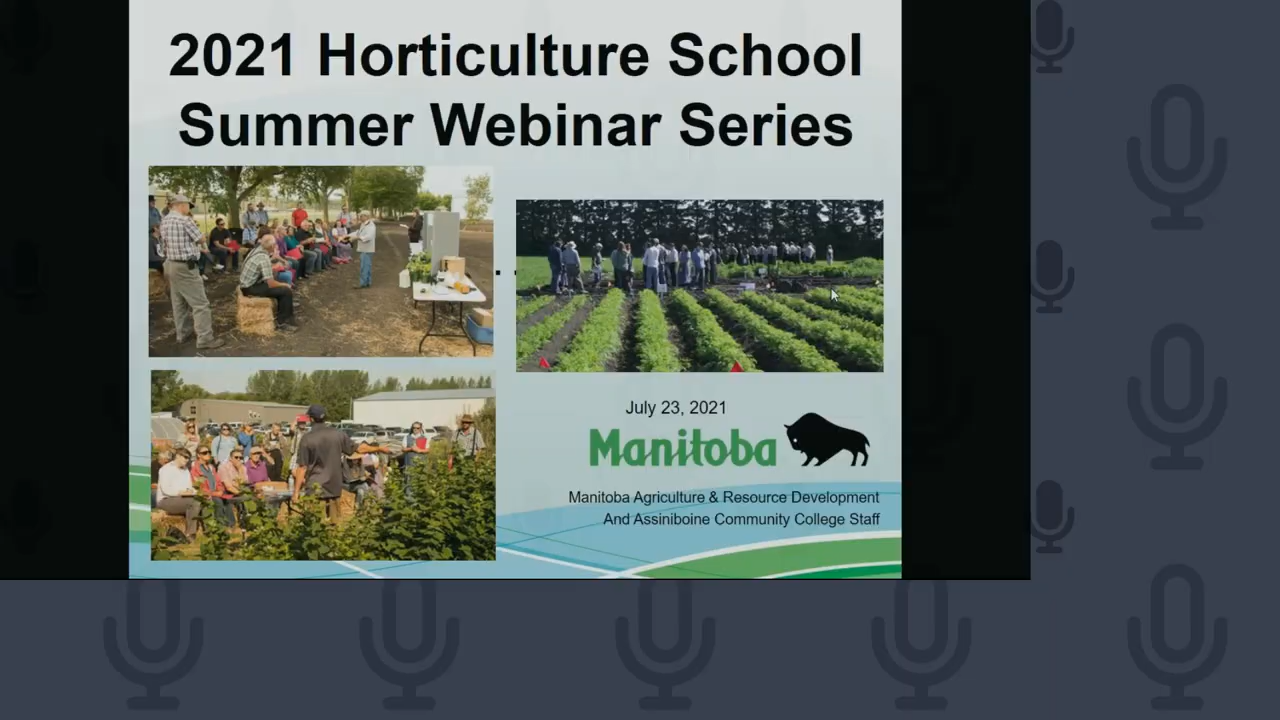 2021 Horticulture School
Summer Webinar Series
July 23, 2021
Manitoba
Manitoba Agriculture & Resource Development
And Assiniboine Community College Staff